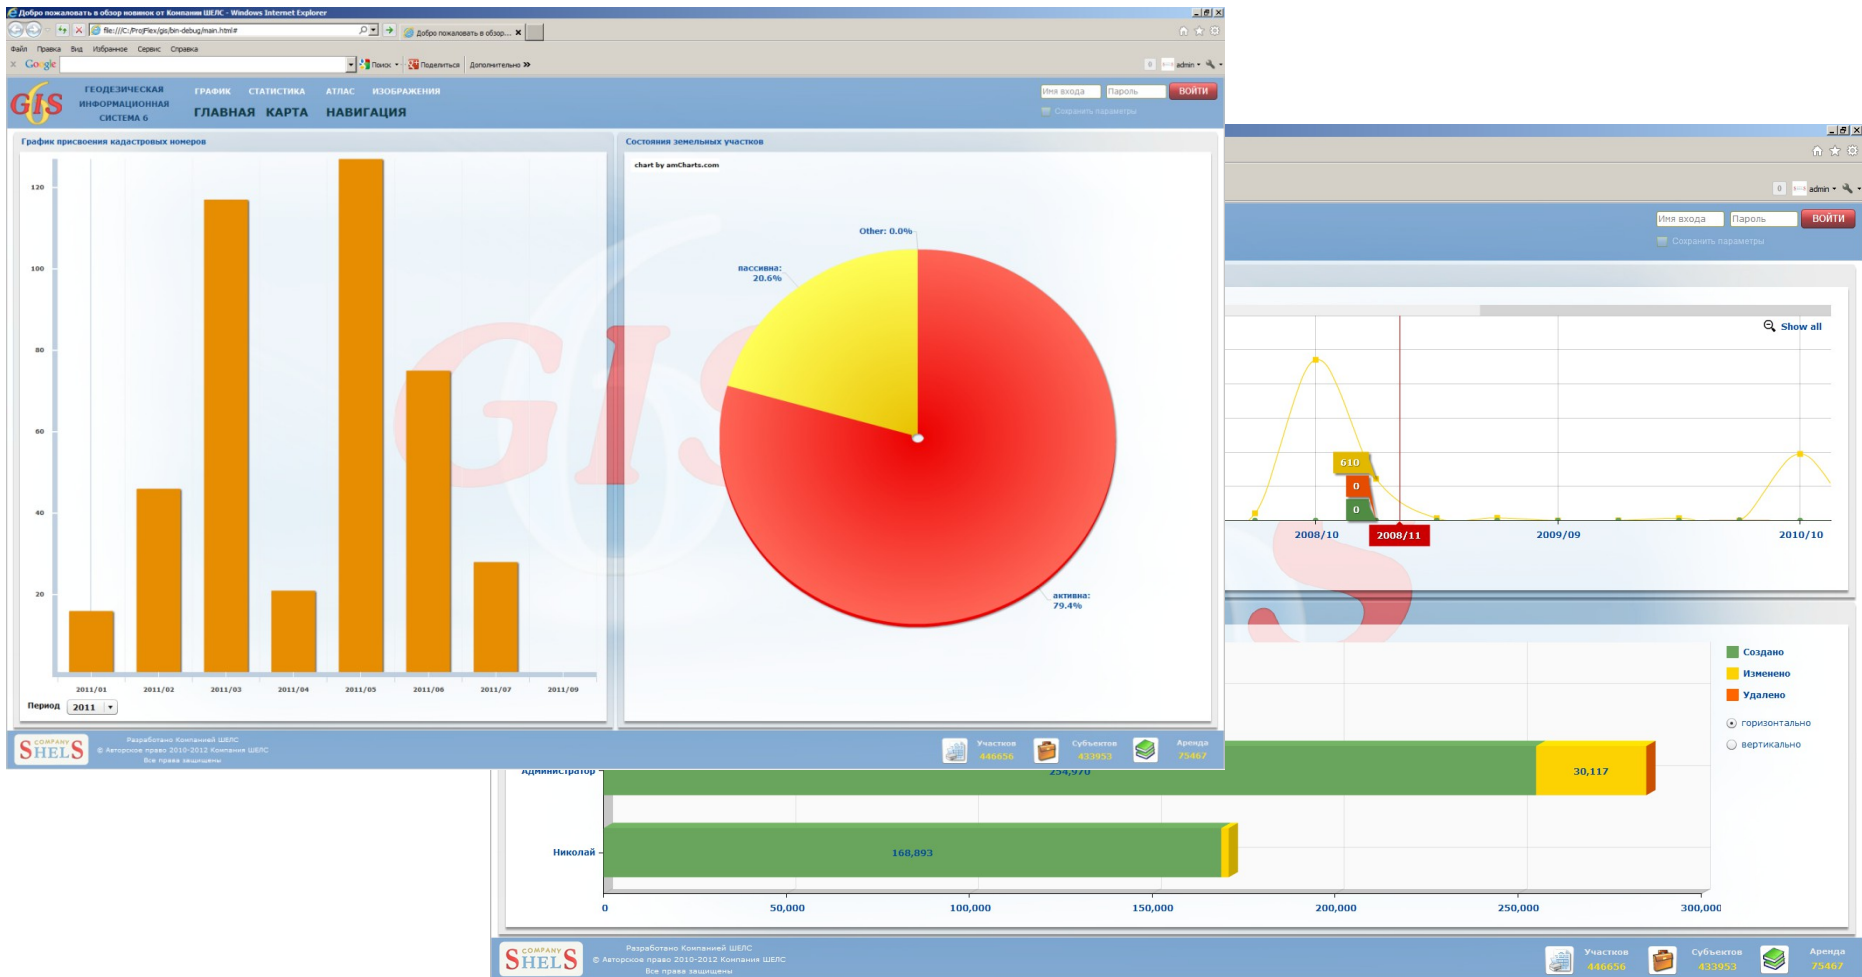 Добро пожаловать в обзор новинок от Компании ШЕЛС - Windows Internet Explorer
file:///C:/ProjFlex/gis/bin-debug/main.html#
Добро пожаловать в обзор...
Файл Правка Вид Избранное Сервис Справка
Google
Поиск
Поделиться
Дополнительно »
0
admin
GIS 6
ГЕОДЕЗИЧЕСКАЯ
ИНФОРМАЦИОННАЯ
СИСТЕМА 6
ГРАФИК СТАТИСТИКА АТЛАС ИЗОБРАЖЕНИЯ
ГЛАВНАЯ КАРТА НАВИГАЦИЯ
Имя входа Пароль ВОЙТИ
Сохранить параметры
График присвоения кадастровых номеров
120
100
80
60
40
20
2011/01 2011/02 2011/03 2011/04 2011/05 2011/06 2011/07 2011/09
Период 2011
Состояния земельных участков
chart by amCharts.com
Other: 0.0%
пассивна:
20.6%
активна:
79.4%
GIS
COMPANY
SHELS
Разработано Компанией ШЕЛС
© Авторское право 2010-2012 Компания ШЕЛС
Все права защищены
Участков
446656
Субъектов
433953
Аренда
75467
0
admin
Имя входа Пароль ВОЙТИ
Сохранить параметры
Show all
610
0
0
2008/10 2008/11 2009/09 2010/10
S
Создано
Изменено
Удалено
горизонтально
вертикально
Администратор
254,970
30,117
Николай
168,893
0 50,000 100,000 150,000 200,000 250,000 300,000
COMPANY
SHELS
Разработано Компанией ШЕЛС
© Авторское право 2010-2012 Компания ШЕЛС
Все права защищены
Участков
446656
Субъектов
433953
Аренда
75467